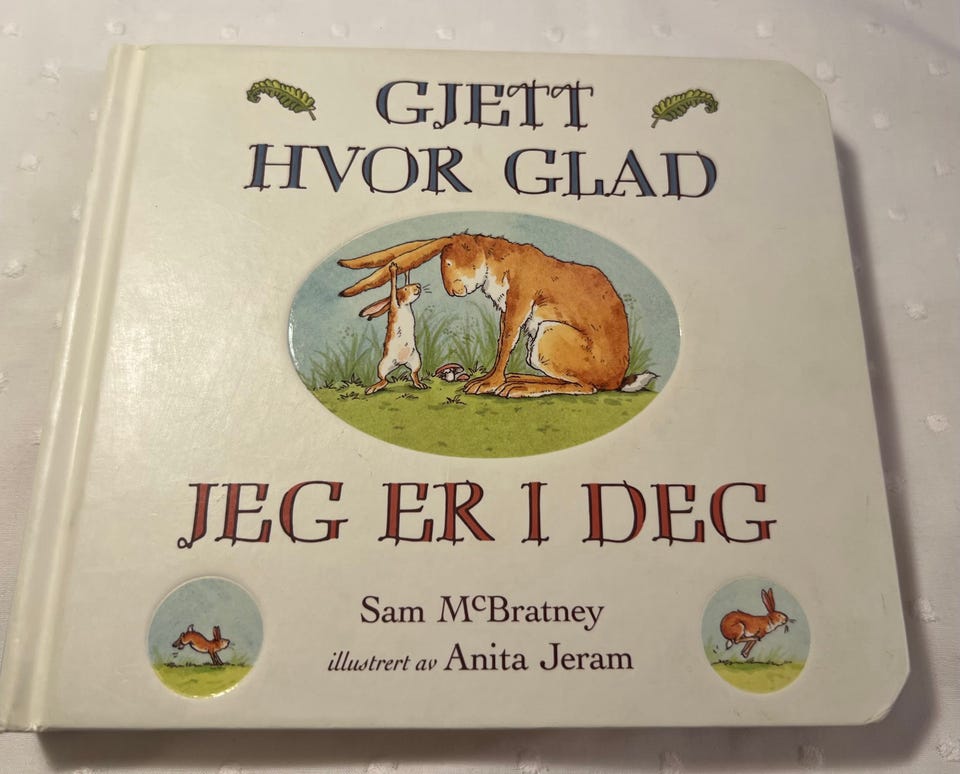 GJETT
HVOR GLAD
JEG ER I DEG
Sam McBratney
illustrert av Anita Jeram